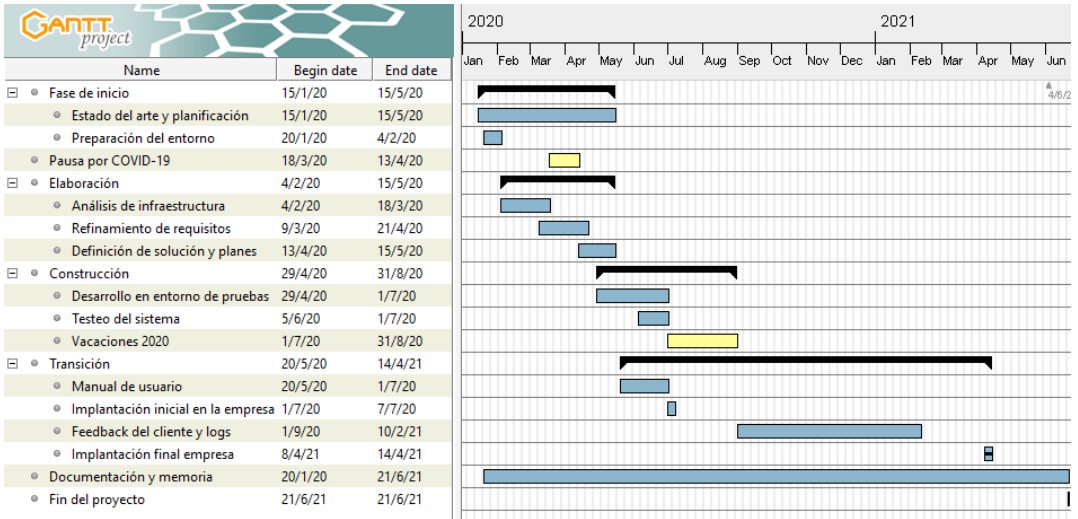 GANTT
project
2020 2021
Name Begin date End date Jan Feb Mar Apr May Jun Jul Aug Sep Oct Nov Dec Jan Feb Mar Apr May Jun
Fase de inicio 15/1/20 15/5/20
4/6/2
Estado del arte y planificación 15/1/20 15/5/20
Preparación del entorno 20/1/20 4/2/20
Pausa por COVID-19 18/3/20 13/4/20
Elaboración 4/2/20 15/5/20
Análisis de infraestructura 4/2/20 18/3/20
Refinamiento de requisitos 9/3/20 21/4/20
Definición de solución y planes 13/4/20 15/5/20
Construcción 29/4/20 31/8/20
Desarrollo en entorno de pruebas 29/4/20 1/7/20
Testeo del sistema 5/6/20 1/7/20
Vacaciones 2020 1/7/20 31/8/20
Transición 20/5/20 14/4/21
Manual de usuario 20/5/20 1/7/20
Implantación inicial en la empresa 1/7/20 7/7/20
Feedback del cliente y logs 1/9/20 10/2/21
Implantación final empresa 8/4/21 14/4/21
Documentación y memoria 20/1/20 21/6/21
Fin del proyecto 21/6/21 21/6/21